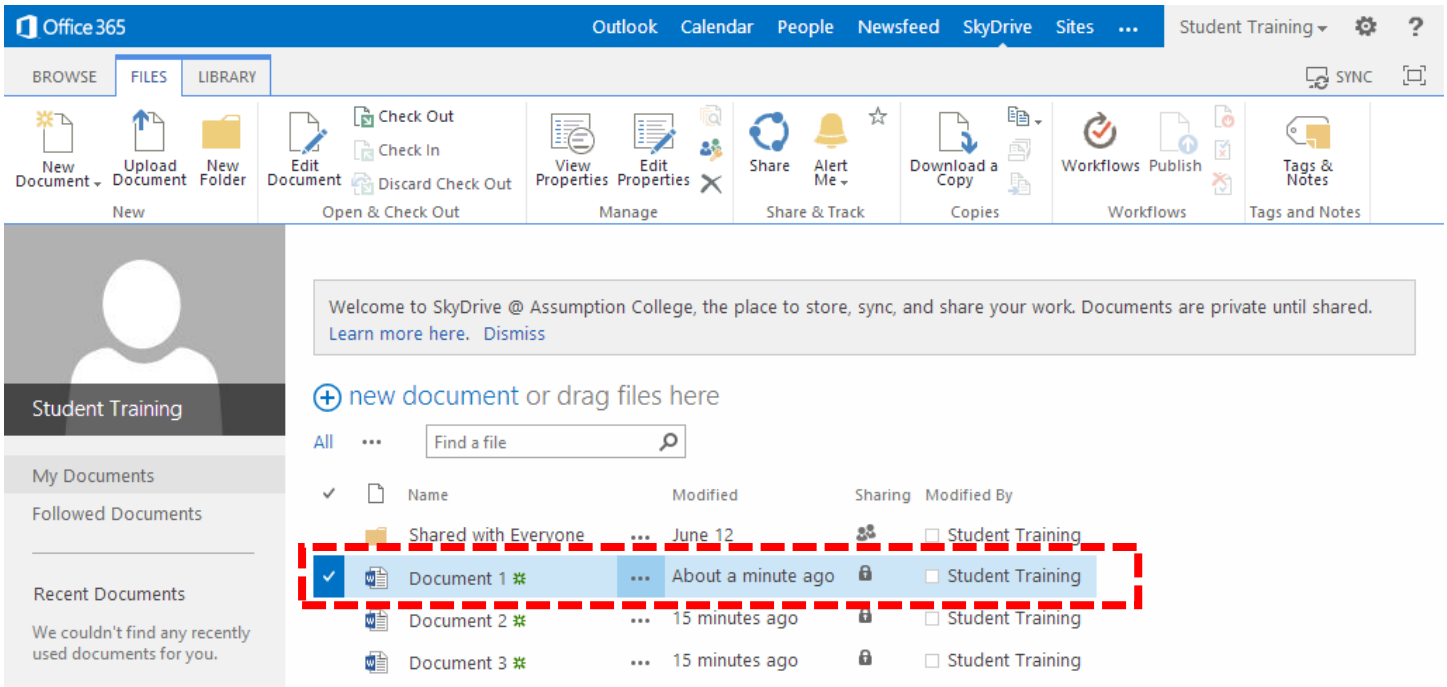 Office 365 Outlook Calendar People Newsfeed SkyDrive Sites ••• Student Training ?
BROWSE FILES LIBRARY SYNC
New Document Upload Document New Folder
New
Edit Document Check Out
Check In
Discard Check Out
Open & Check Out
View Properties Edit Properties
Manage
Share Alert Me
Share & Track
Download a Copy
Copies
Workflows Publish
Workflows
Tags & Notes
Tags and Notes
Student Training
My Documents
Followed Documents
Recent Documents
We couldn't find any recently
used documents for you.
Welcome to SkyDrive @ Assumption College, the place to store, sync, and share your work. Documents are private until shared.
Learn more here. Dismiss
new document or drag files here
All ••• Find a file
Name Modified Sharing Modified By
Shared with Everyone ••• June 12 Student Training
Document 1 ••• About a minute ago Student Training
Document 2 ••• 15 minutes ago Student Training
Document 3 ••• 15 minutes ago Student Training